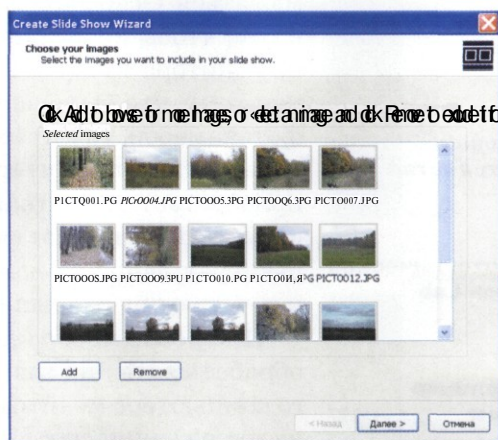 Create Slide Show Wizard
Choose your images
Select the images you want to include in your slide show.
Selected images
P1CTQ001.PG PICrO004.JPG PICTOOO5.3PG PICTOOQ6.3PG PICTO007.JPG
PICTOOOS.JPG PICTOOO9.3PU P1CTO010.PG PICTO012.JPG
Add Remove
< Назад Далее > Отмена